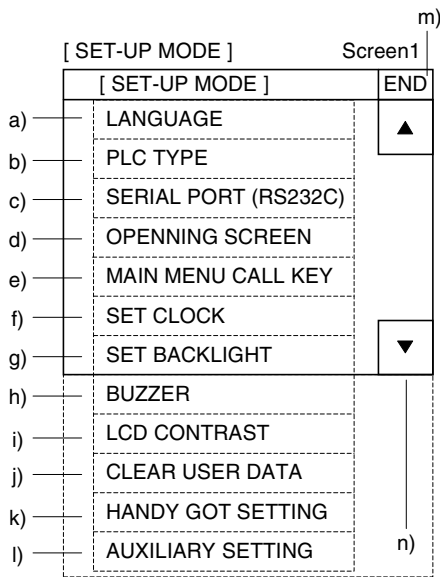 m)
[ SET-UP MODE ] Screen1
[ SET-UP MODE ] END
a) LANGUAGE ▲
b) PLC TYPE
c) SERIAL PORT (RS232C)
d) OPENNING SCREEN
e) MAIN MENU CALL KEY
f) SET CLOCK
g) SET BACKLIGHT ▼
h) BUZZER
i) LCD CONTRAST
j) CLEAR USER DATA
k) HANDY GOT SETTING
l) AUXILIARY SETTING n)